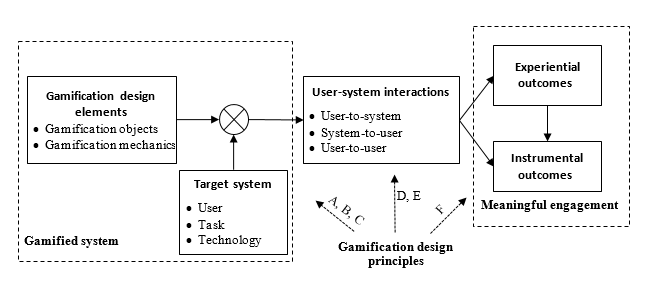 Gamification design
elements
• Gamification objects
• Gamification mechanics
Target system
• User
• Task
• Technology
Gamified system
User-system interactions
• User-to-system
• System-to-user
• User-to-user
Experiential
outcomes
Instrumental
outcomes
Meaningful engagement
A, B, C
D, E
F
Gamification design
principles